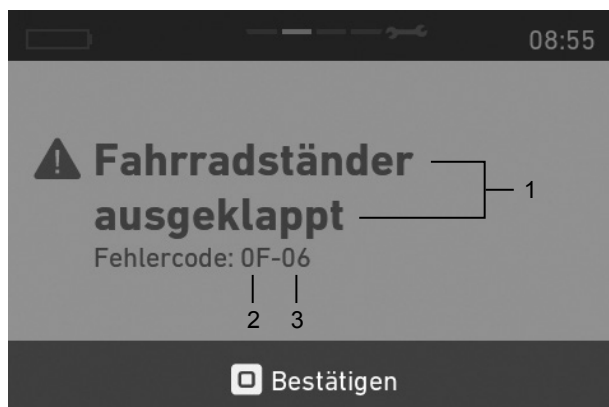 08:55
Fahrradständer
ausgeklappt
1
Fehlercode: 0F-06
2 3
Bestätigen